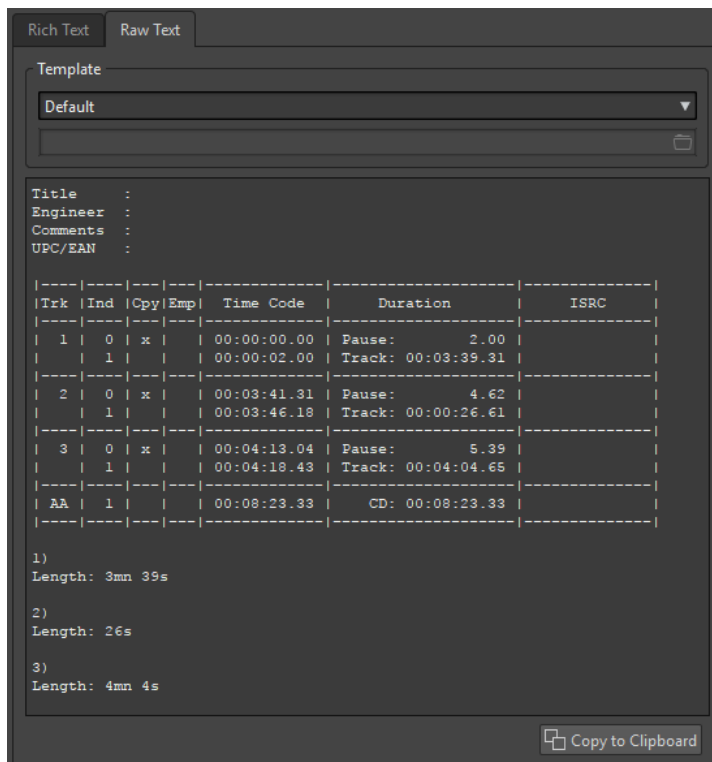 Rich Text Raw Text
Template
Default
Title      :
Engineer   :
Comments   :
UPC/EAN    :
|----|----|---|---|-------------|--------------------|--------------|
|Trk |Ind |Cpy|Emp|  Time Code  |     Duration       |     ISRC     |
|----|----|---|---|-------------|--------------------|--------------|
|  1 |  0 | x |   | 00:00:00.00 | Pause:        2.00 |              |
|    |  1 |   |   | 00:00:02.00 | Track: 00:03:39.31 |              |
|----|----|---|---|-------------|--------------------|--------------|
|  2 |  0 | x |   | 00:03:41.31 | Pause:        4.62 |              |
|    |  1 |   |   | 00:03:46.18 | Track: 00:00:26.61 |              |
|----|----|---|---|-------------|--------------------|--------------|
|  3 |  0 | x |   | 00:04:13.04 | Pause:        5.39 |              |
|    |  1 |   |   | 00:04:18.43 | Track: 00:04:04.65 |              |
|----|----|---|---|-------------|--------------------|--------------|
| AA |  1 |   |   | 00:08:23.33 |    CD: 00:08:23.33 |              |
|----|----|---|---|-------------|--------------------|--------------|
1)
Length: 3mn 39s
2)
Length: 26s
3)
Length: 4mn 4s
Copy to Clipboard